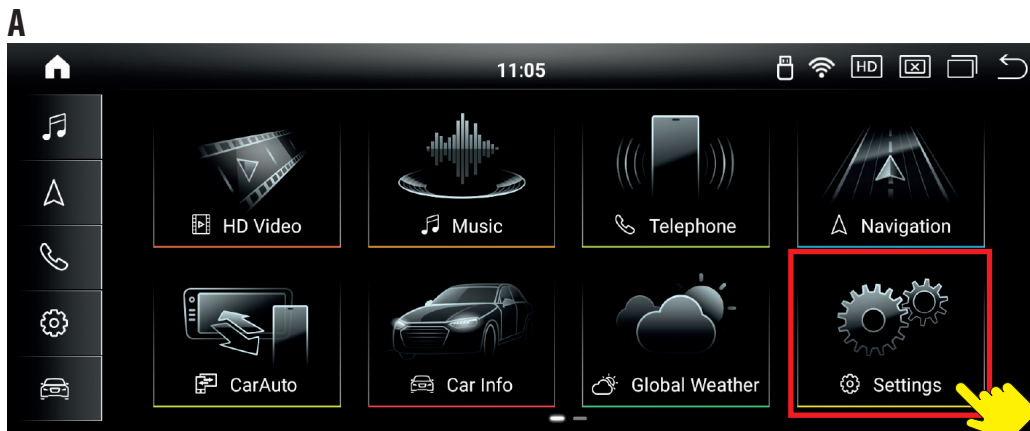 A
11:05
HD
HD Video
Music
Telephone
Navigation
CarAuto
Car Info
Global Weather
Settings